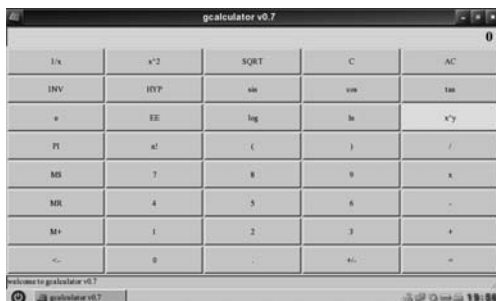 gcalculator v0.7
0
1/x x^2 SQRT C AC
INV HYP sin cos tan
e EE log ln x^y
PI n! ( ) /
MS 7 8 9 x
MR 4 5 6 -
M+ 1 2 3 +
<- 0 . +/- =
welcome to gcalculator v0.7
gcalculator v0.7